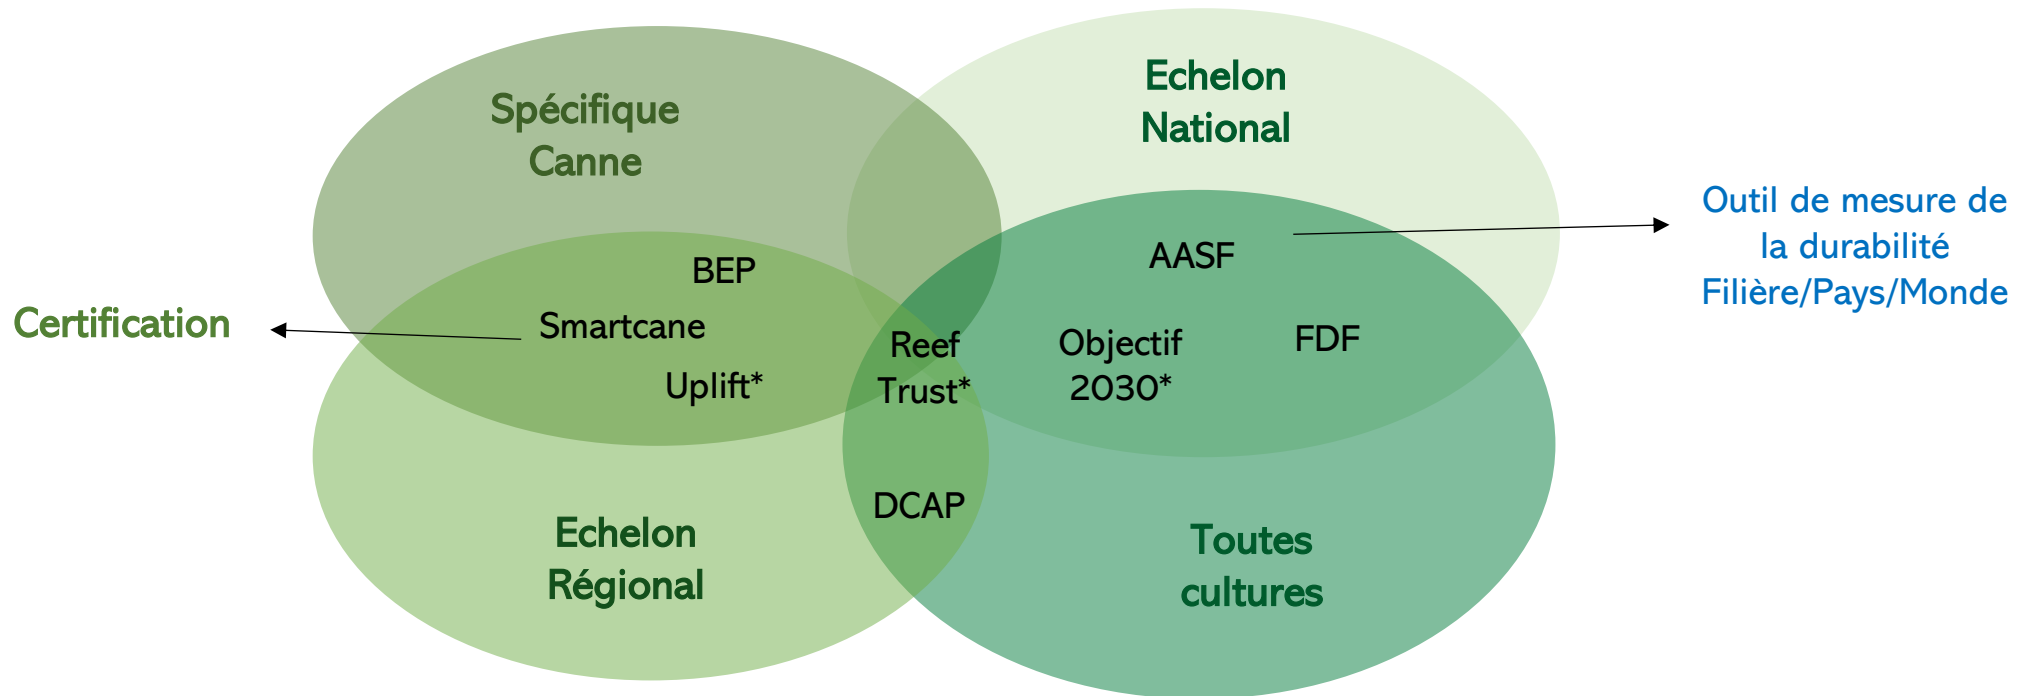 Spécifique
Canne
Echelon
National
Outil de mesure de
la durabilité
Filière/Pays/Monde
Certification
BEP
Smartcane
Uplift*
Reef
Trust*
AASF
Objectif
2030*
FDF
DCAP
Echelon
Régional
Toutes
cultures